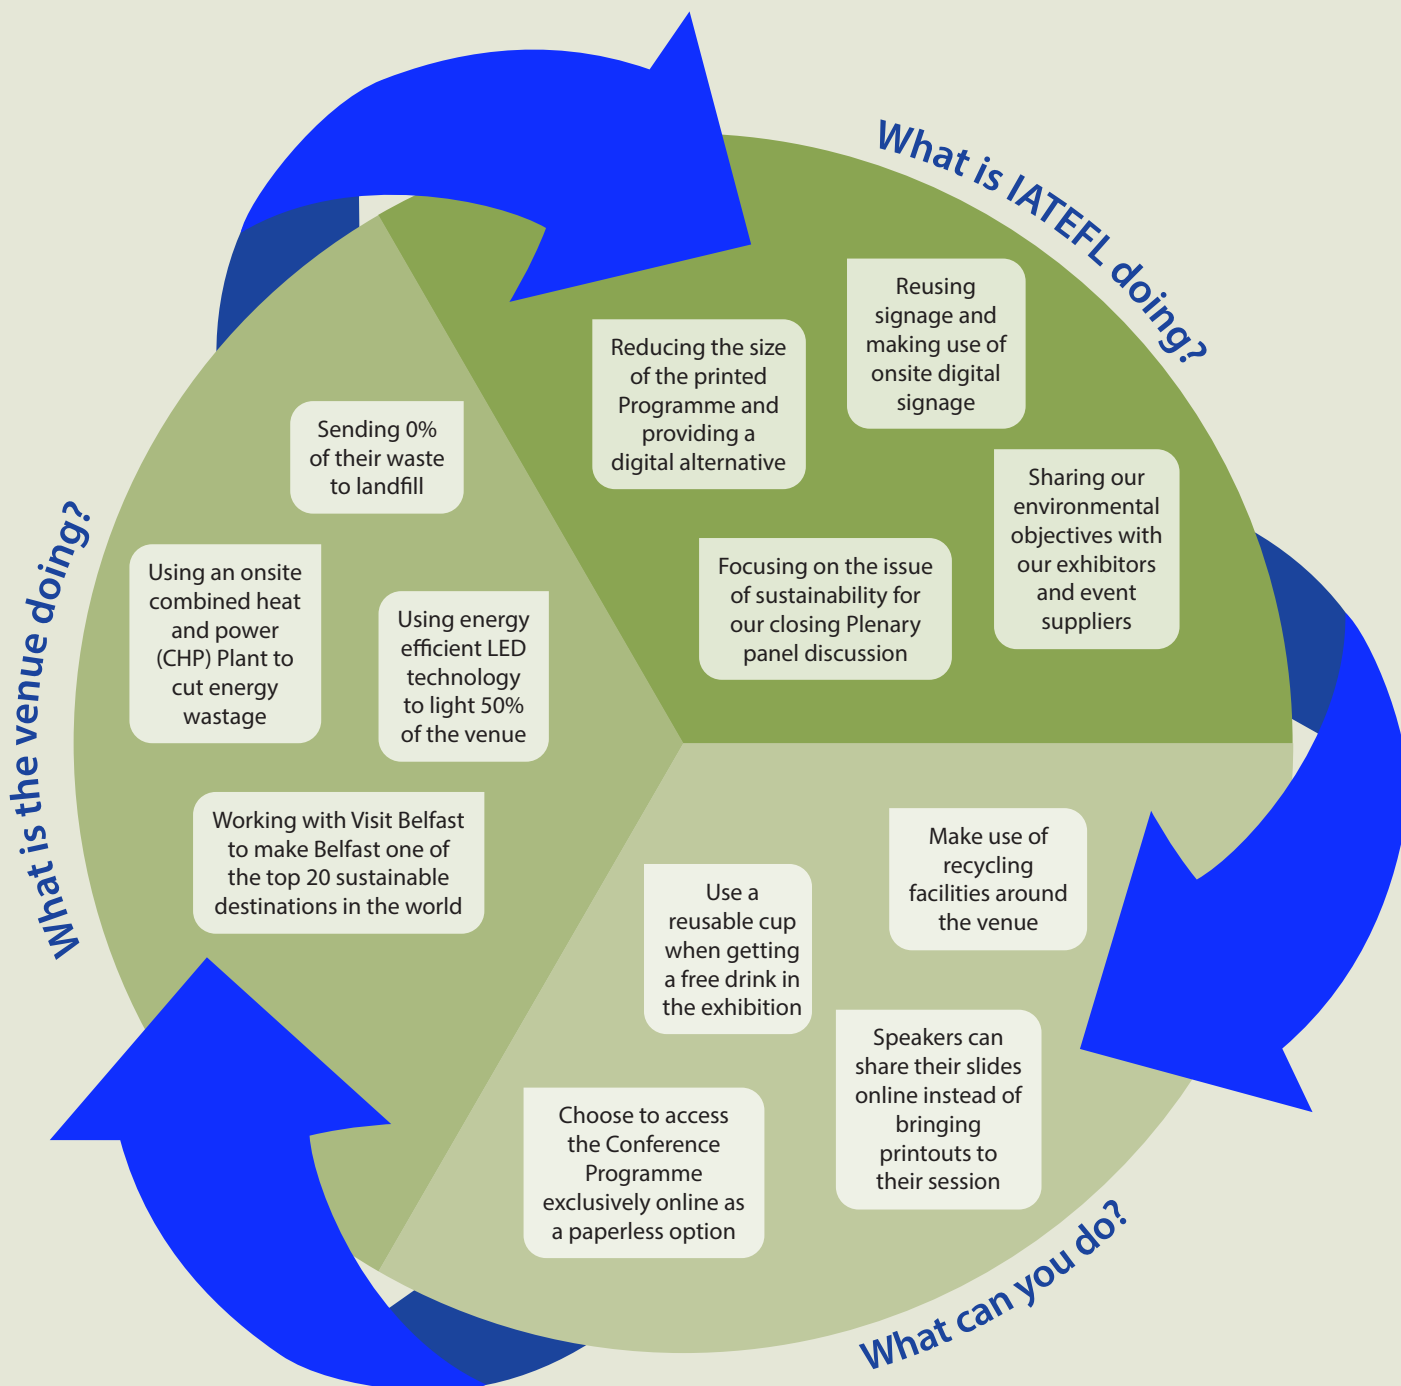 What is IATEFL doing?
Reducing the size
of the printed
Programme and
providing a
digital alternative
Reusing
signage and
making use of
onsite digital
signage
Sharing our
environmental
objectives with
our exhibitors
and event
suppliers
Focusing on the issue
of sustainability for
our closing Plenary
panel discussion
What is the venue doing?
Sending 0%
of their waste
to landfill
Using an onsite
combined heat
and power
(CHP) Plant to
cut energy
wastage
Using energy
efficient LED
technology
to light 50%
of the venue
Working with Visit Belfast
to make Belfast one of
the top 20 sustainable
destinations in the world
What can you do?
Make use of
recycling
facilities around
the venue
Use a
reusable cup
when getting
a free drink in
the exhibition
Speakers can
share their slides
online instead of
bringing
printouts to
their session
Choose to access
the Conference
Programme
exclusively online as
a paperless option